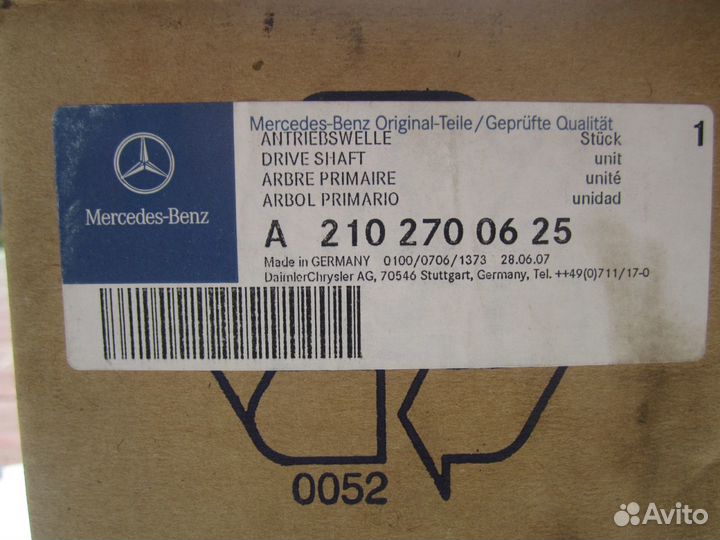 Mercedes-Benz Original-Teile/Geprüfte Qualität
1
Mercedes-Benz
ANTRIEBSWELLE Stück
DRIVE SHAFT unit
ARBRE PRIMAIRE unité
ARBOL PRIMARIO unidad
A 210 270 06 25
Made in GERMANY 0100/0706/1373 28.06.07
DaimlerChrysler AG, 70546 Stuttgart, Germany, Tel. ++49(0)711/17-0
0052
Avito